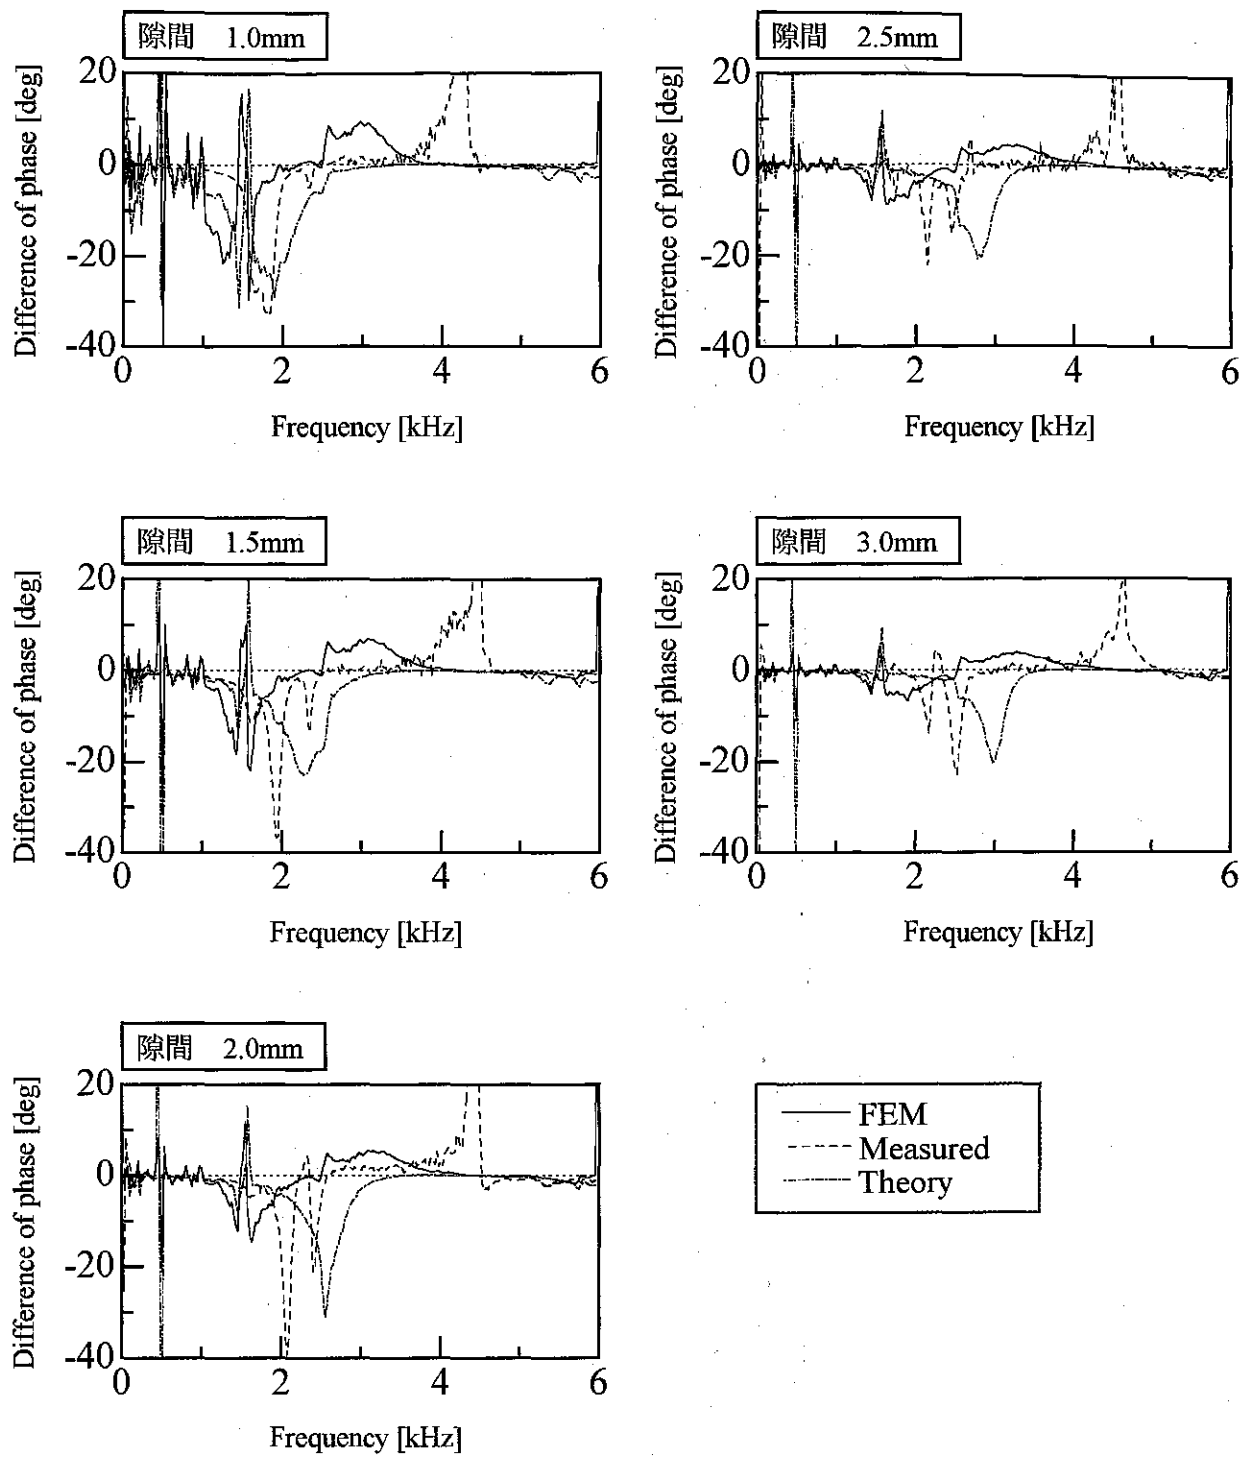 隙間 1.0mm
Difference of phase [deg]
20
0
-20
-40
0 2 4 6
Frequency [kHz]
隙間 2.5mm
Difference of phase [deg]
20
0
-20
-40
0 2 4 6
Frequency [kHz]
隙間 1.5mm
Difference of phase [deg]
20
0
-20
-40
0 2 4 6
Frequency [kHz]
隙間 3.0mm
Difference of phase [deg]
20
0
-20
-40
0 2 4 6
Frequency [kHz]
隙間 2.0mm
Difference of phase [deg]
20
0
-20
-40
0 2 4 6
Frequency [kHz]
FEM
Measured
Theory